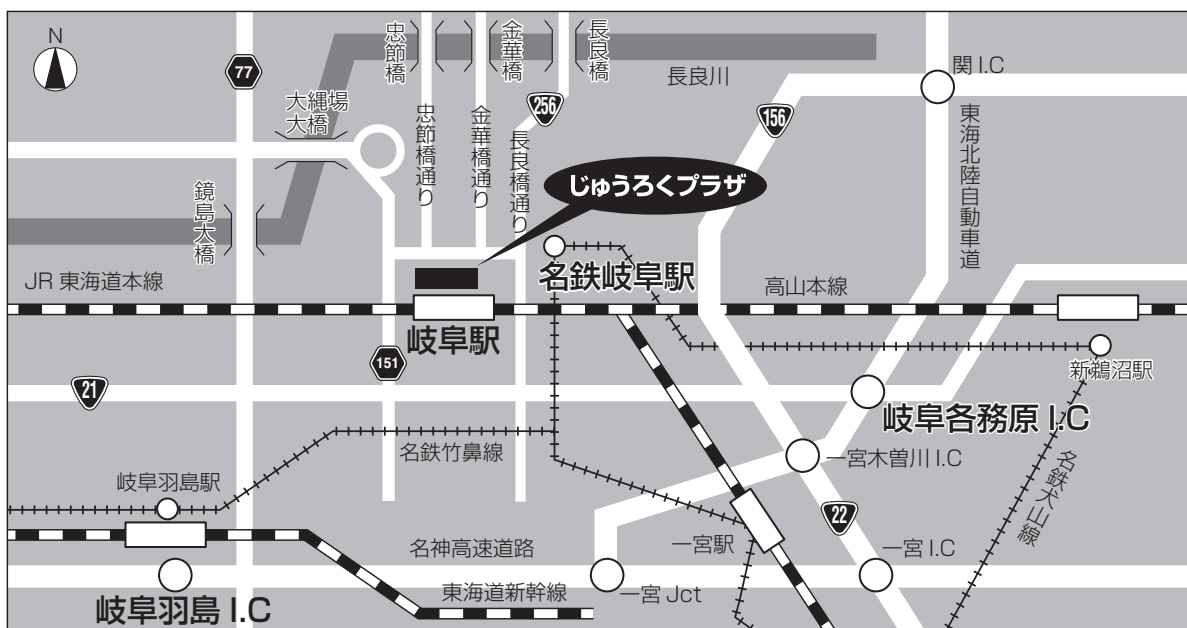 N
77
忠節橋
金華橋
長良橋
長良川
関 I.C
大縄場
大橋
忠節橋通り
金華橋通り
長良橋通り
256
156
東海北陸自動車道
じゅうろくプラザ
鏡島大橋
JR 東海道本線
名鉄岐阜駅
高山本線
岐阜駅
151
21
新鵜沼駅
岐阜各務原 I.C
名鉄竹鼻線
一宮木曽川 I.C
名鉄犬山線
岐阜羽島駅
22
名神高速道路
一宮駅
一宮 I.C
東海道新幹線
一宮 Jct
岐阜羽島 I.C